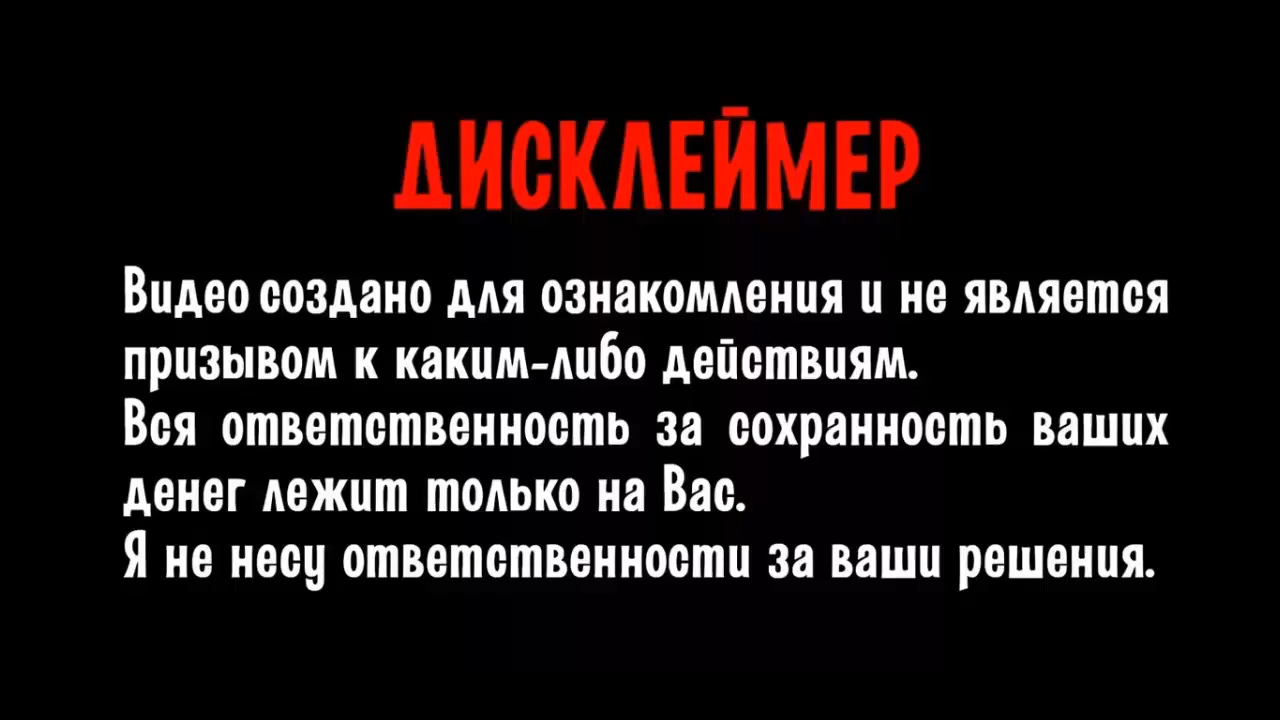 ДИСКЛЕЙМЕР
Видео создано для ознакомления и не является
призывом к каким-либо действиям.
Вся ответственность за сохранность ваших
денег лежит только на Вас.
Я не несу ответственности за ваши решения.